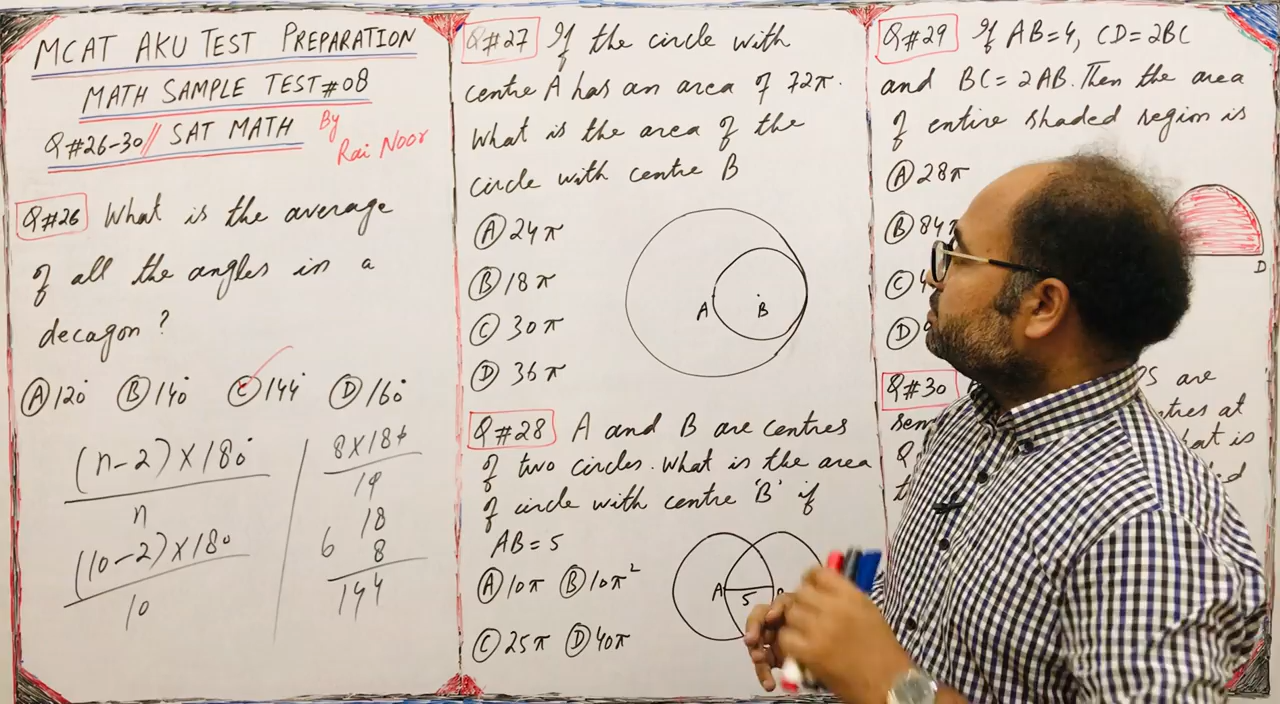 MCAT AKU TEST PREPARATION
MATH SAMPLE TEST#08
Q#26-30// SAT MATH
By
Rai Noor
Q#26 What is the average
of all the angles in a
decagon?
Ⓐ 120° Ⓑ 140° Ⓒ 144° Ⓓ 160°
(n-2)×180°
n
(10-2)×180
10
8×180
10
18
6 8
144
Q#27 If the circle with
centre A has an area of 72π.
What is the area of the
circle with centre B
Ⓐ 24π
Ⓑ 18π
Ⓒ 30π
Ⓓ 36π
A B
Q#28 A and B are centres
of two circles. What is the area
of circle with centre 'B' if
AB=5
Ⓐ 10π Ⓑ 10π²
Ⓒ 25π Ⓓ 40π
A 5
Q#29 If AB=4, CD=2BC
and BC=2AB. Then the area
of entire shaded region is
Ⓐ 28π
Ⓑ 84π
Ⓒ
Ⓓ
D
Q#30
are
at
is